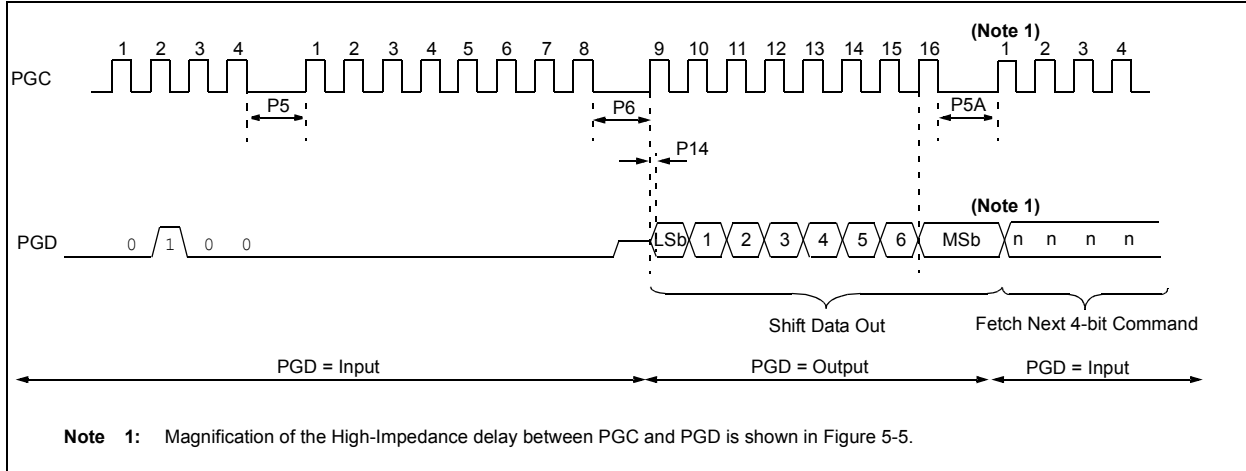 (Note 1)
1 2 3 4 1 2 3 4 5 6 7 8 9 10 11 12 13 14 15 16 1 2 3 4
PGC
P5 P6 P5A
P14
(Note 1)
PGD 0 1 0 0 LSb 1 2 3 4 5 6 MSb n n n n
Shift Data Out Fetch Next 4-bit Command
PGD = Input PGD = Output PGD = Input
Note 1: Magnification of the High-Impedance delay between PGC and PGD is shown in Figure 5-5.